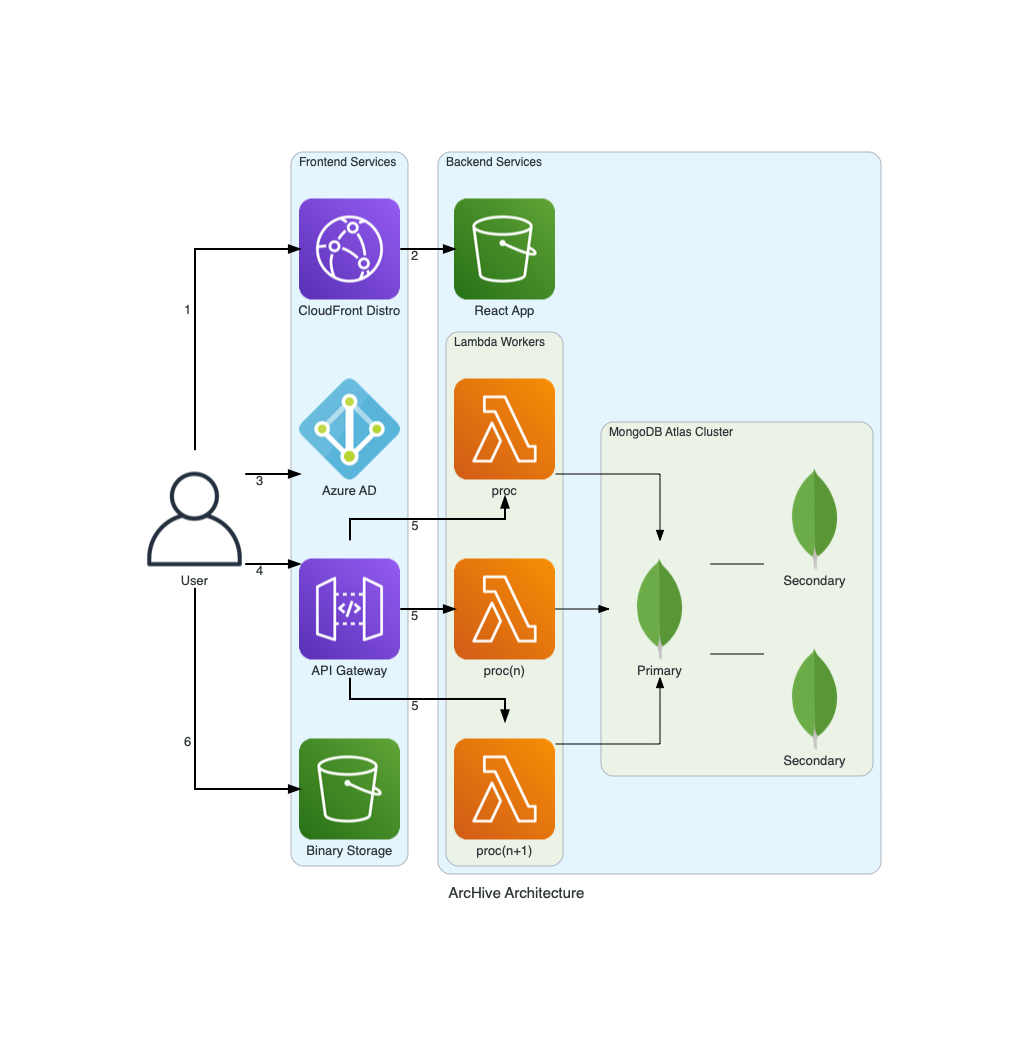 Frontend Services
Backend Services
CloudFront Distro
2
React App
1
Lambda Workers
MongoDB Atlas Cluster
Azure AD
proc
3
5
User
4
</>
5
API Gateway
proc(n)
Primary
Secondary
5
6
Secondary
Binary Storage
proc(n+1)
ArcHive Architecture